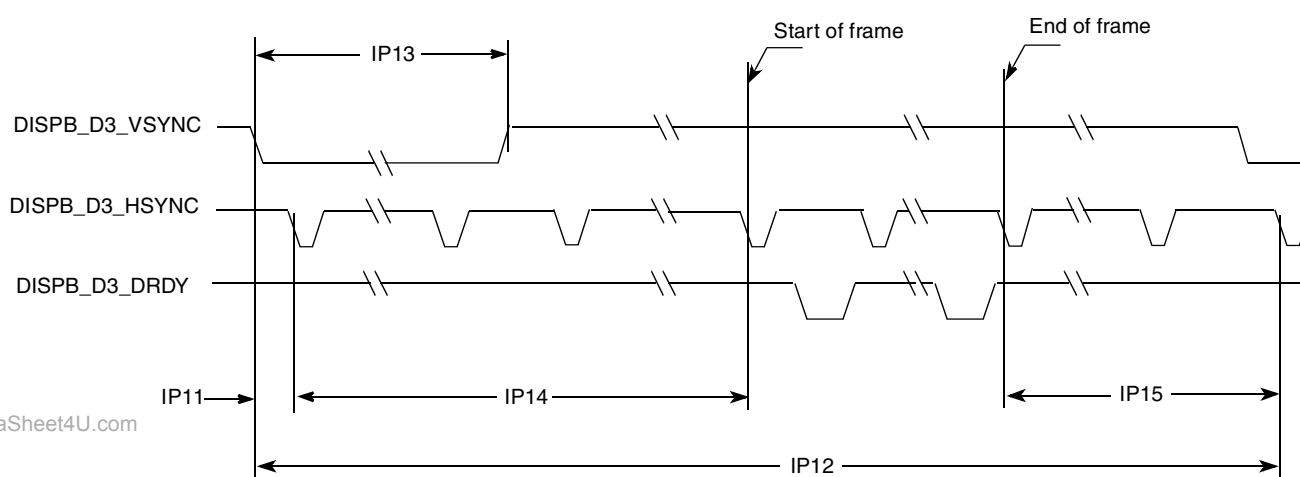 Start of frame
End of frame
IP13
DISPB_D3_VSYNC
DISPB_D3_HSYNC
DISPB_D3_DRDY
IP11
IP14
IP15
aSheet4U.com
IP12